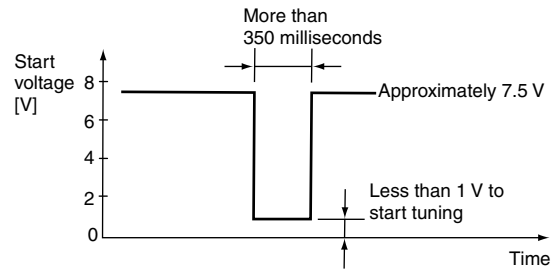 More than
350 milliseconds
Start
voltage
[V]
8
6
4
2
0
Approximately 7.5 V
Less than 1 V to
start tuning
Time